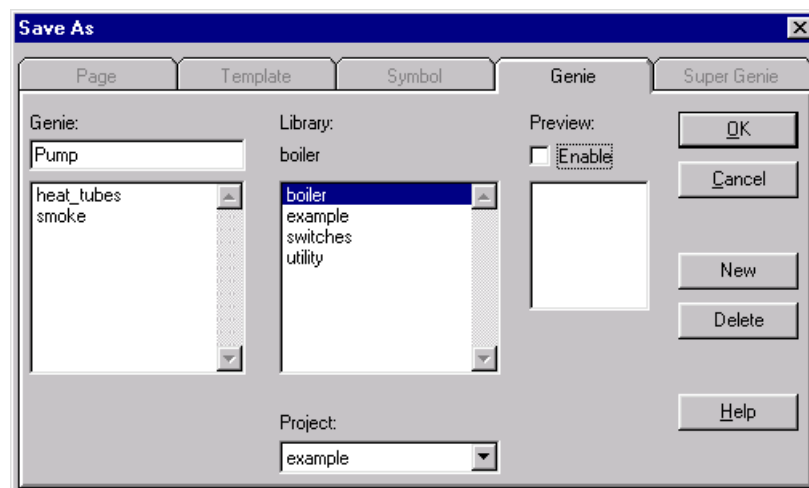 Save As
Page
Template
Symbol
Genie
Super Genie
Genie:
Pump
heat_tubes
smoke
Library:
boiler
boiler
example
switches
utility
Project:
example
Preview:
Enable
OK
Cancel
New
Delete
Help